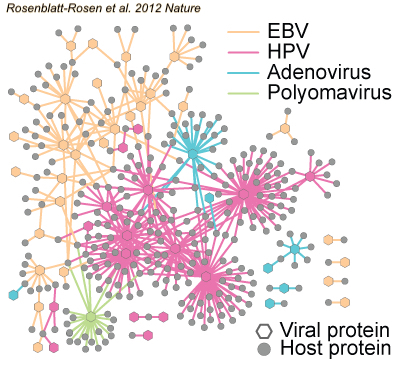 Rosenblatt-Rosen et al. 2012 Nature
EBV
HPV
Adenovirus
Polyomavirus
Viral protein
Host protein